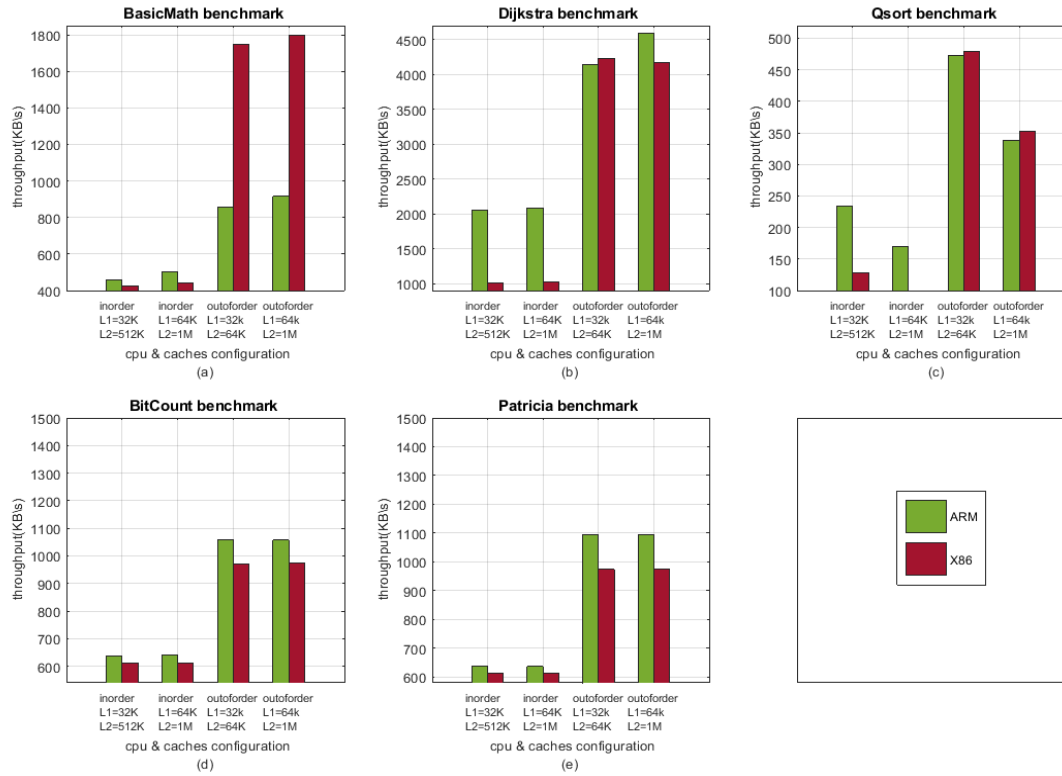 BasicMath benchmark
throughput(KB\s)
1800
1600
1400
1200
1000
800
600
400
inorder inorder outoforder outoforder
L1=32K L1=64K L1=32k L1=64k
L2=512K L2=1M L2=64K L2=1M
cpu & caches configuration
(a)
Dijkstra benchmark
throughput(KB\s)
4500
4000
3500
3000
2500
2000
1500
1000
inorder inorder outoforder outoforder
L1=32K L1=64K L1=32k L1=64k
L2=512K L2=1M L2=64K L2=1M
cpu & caches configuration
(b)
Qsort benchmark
throughput(KB\s)
500
450
400
350
300
250
200
150
100
inorder inorder outoforder outoforder
L1=32K L1=64K L1=32k L1=64k
L2=512K L2=1M L2=64K L2=1M
cpu & caches configuration
(c)
BitCount benchmark
throughput(KB\s)
1500
1400
1300
1200
1100
1000
900
800
700
600
inorder inorder outoforder outoforder
L1=32K L1=64K L1=32k L1=64k
L2=512K L2=1M L2=64K L2=1M
cpu & caches configuration
(d)
Patricia benchmark
throughput(KB\s)
1500
1400
1300
1200
1100
1000
900
800
700
600
inorder inorder outoforder outoforder
L1=32K L1=64K L1=32k L1=64k
L2=512K L2=1M L2=64K L2=1M
cpu & caches configuration
(e)
ARM
X86